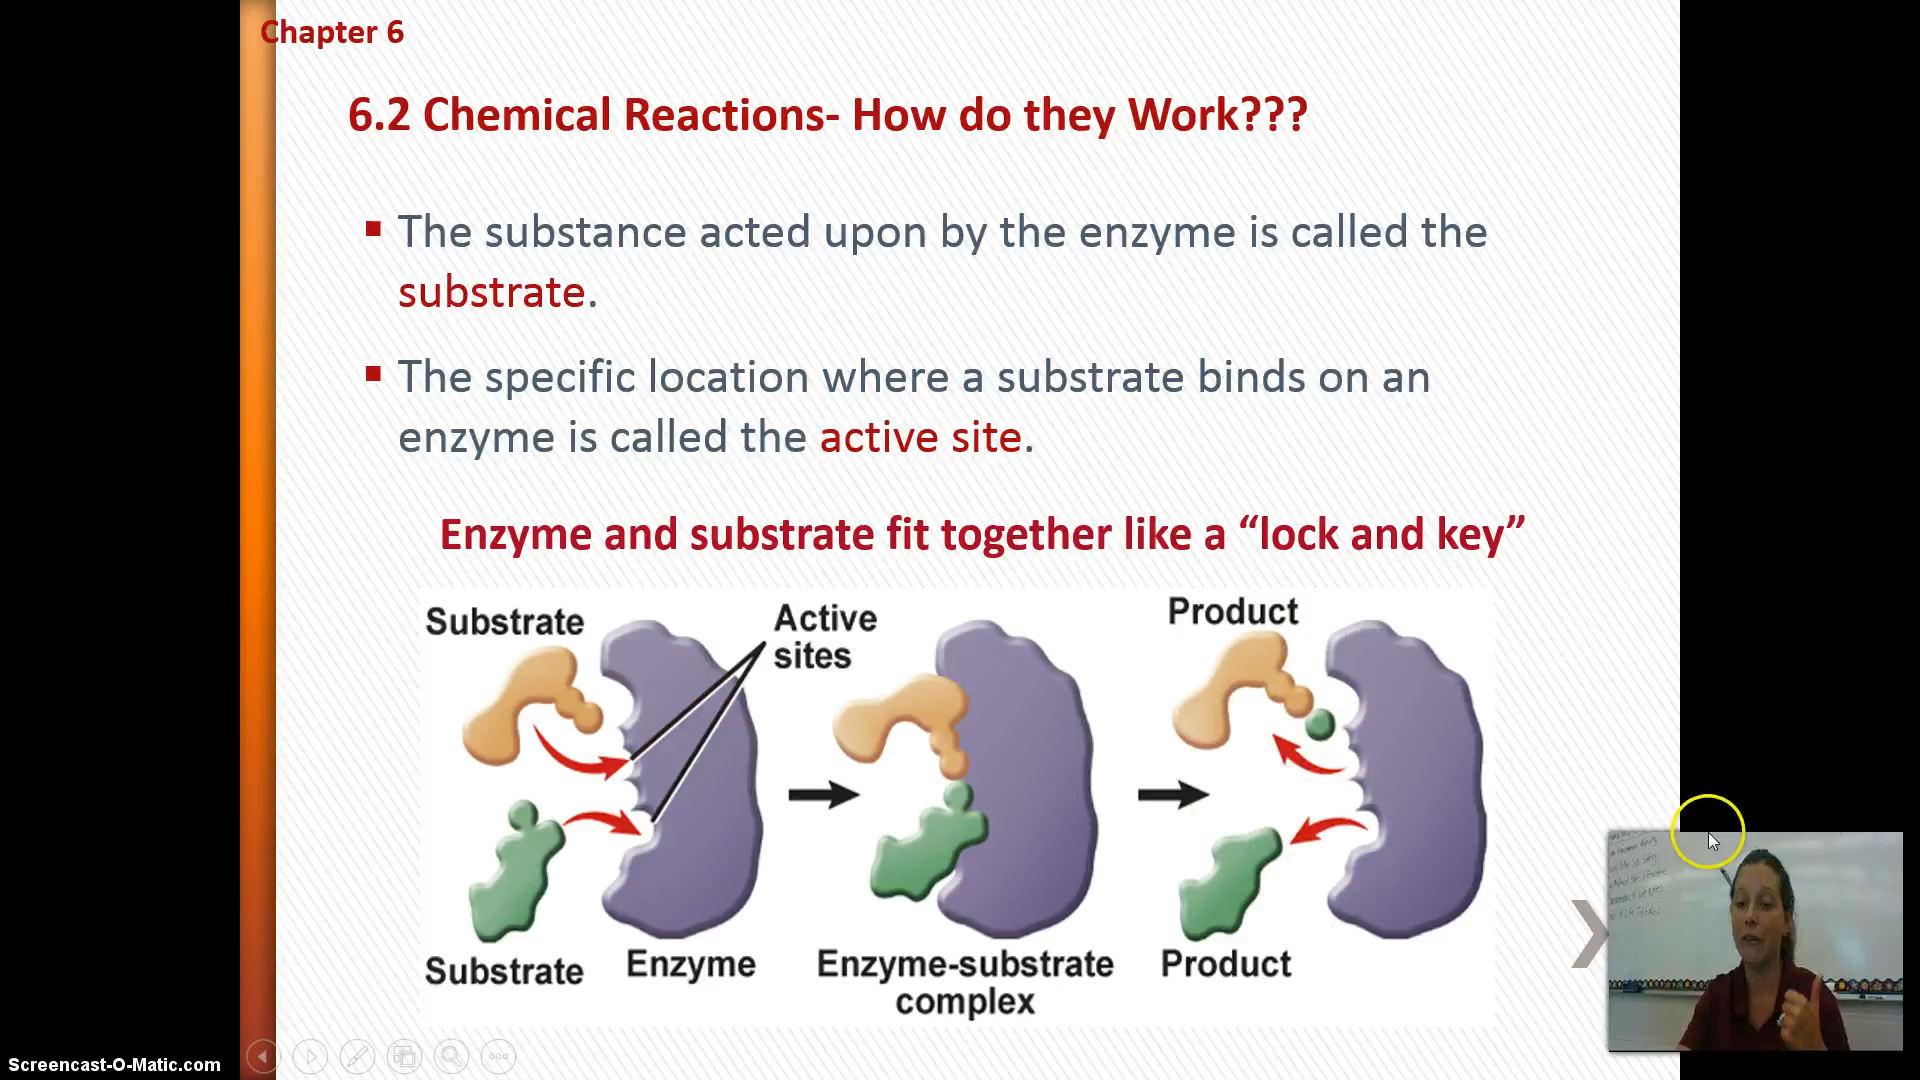 Chapter 6
6.2 Chemical Reactions- How do they Work???
The substance acted upon by the enzyme is called the
substrate.
The specific location where a substrate binds on an
enzyme is called the active site.
Enzyme and substrate fit together like a “lock and key”
Substrate
Active
sites
Product
Substrate
Enzyme
Enzyme-substrate
complex
Product
Screencast-O-Matic.com